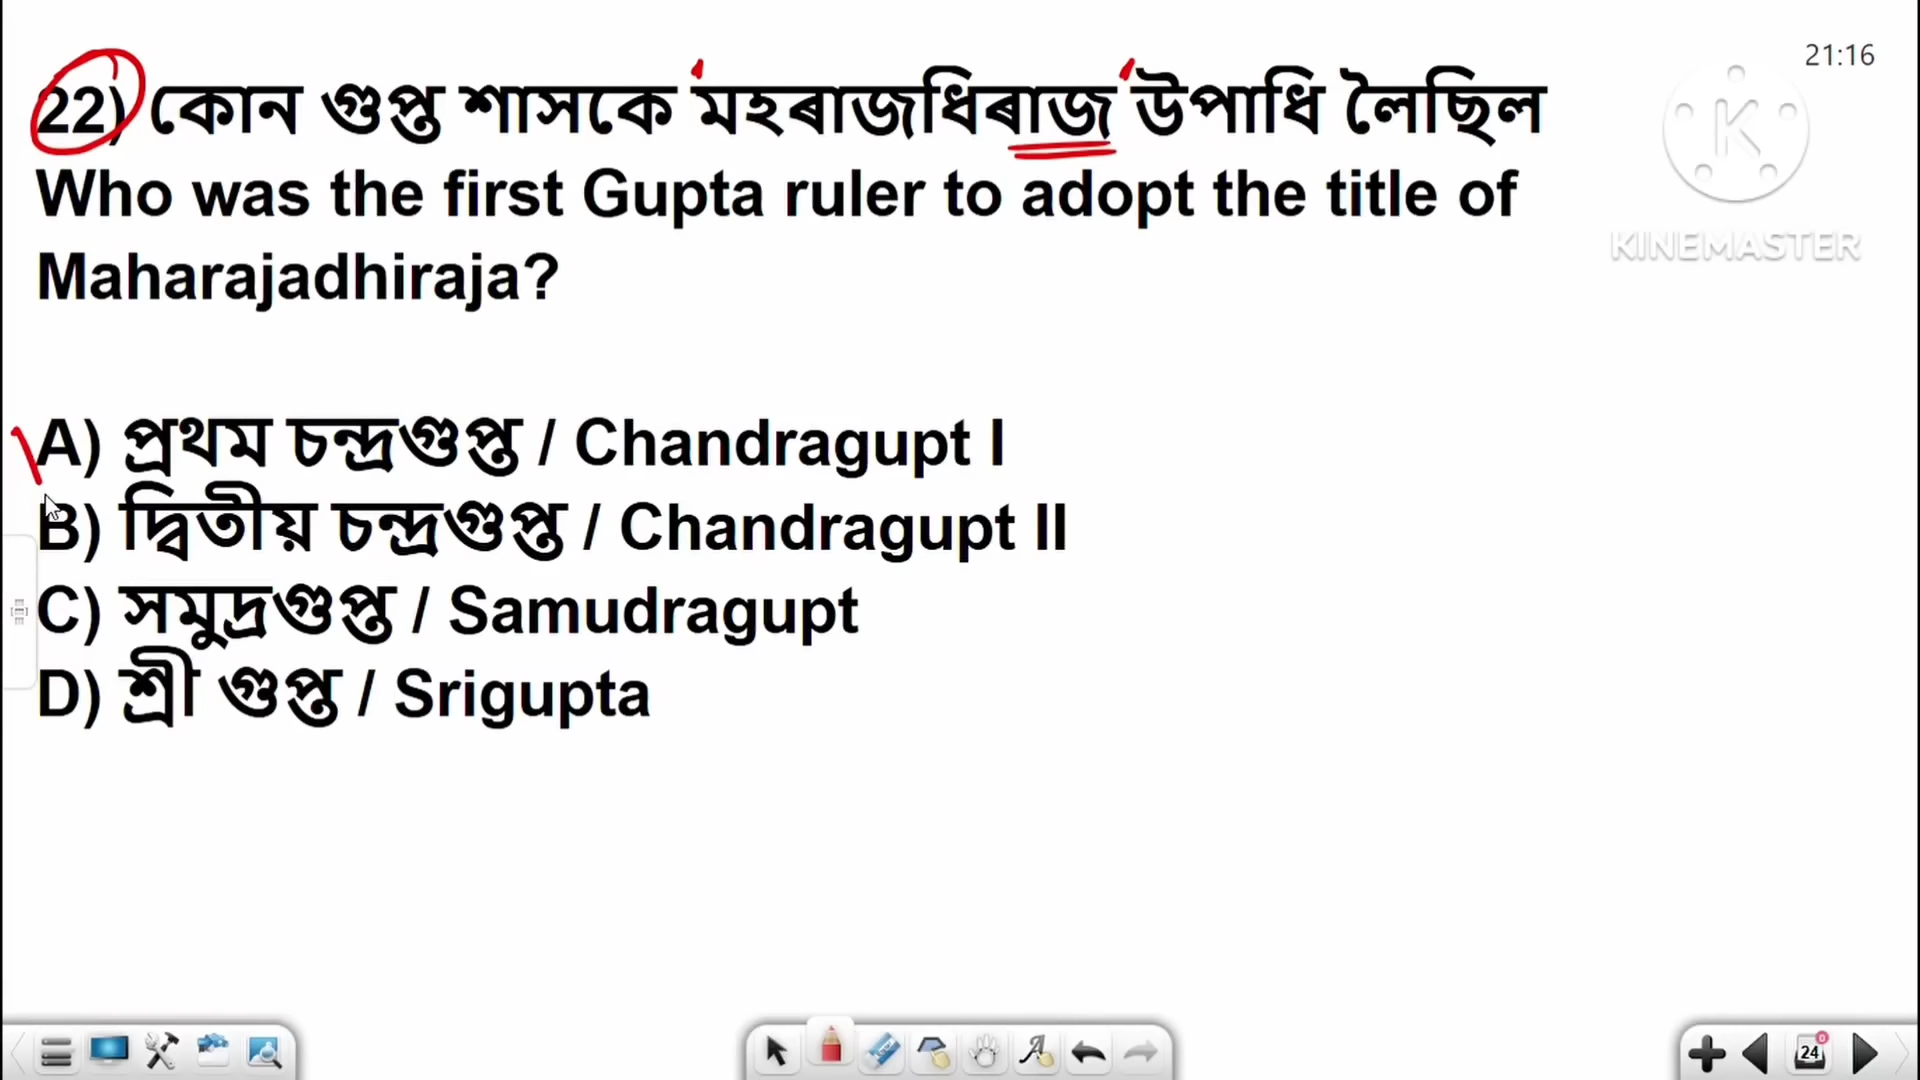 21:16
22) কোন গুপ্ত শাসকে মহৰাজধিৰাজ উপাধি লৈছিল
Who was the first Gupta ruler to adopt the title of
Maharajadhiraja?
KINEMASTER
A) প্ৰথম চন্দ্ৰগুপ্ত / Chandragupt I
B) দ্বিতীয় চন্দ্ৰগুপ্ত / Chandragupt II
C) সমুদ্ৰগুপ্ত / Samudragupt
D) শ্ৰী গুপ্ত / Srigupta
24